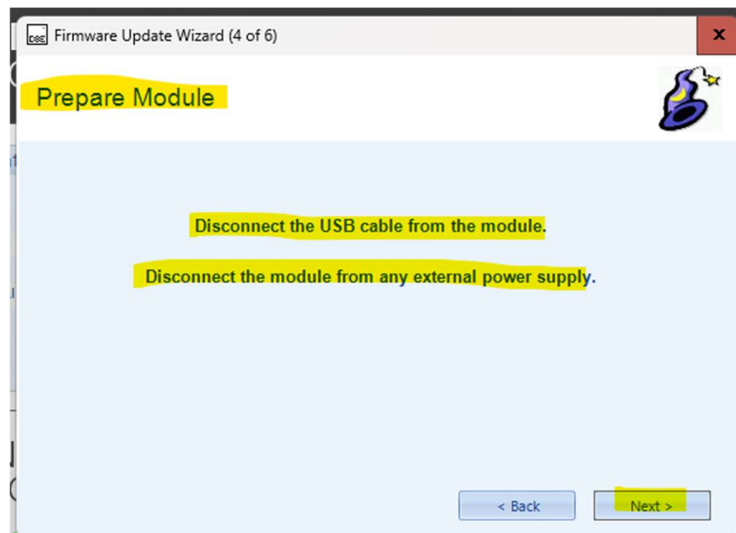 DSE Firmware Update Wizard (4 of 6) x
Prepare Module
Disconnect the USB cable from the module.
Disconnect the module from any external power supply.
< Back Next >